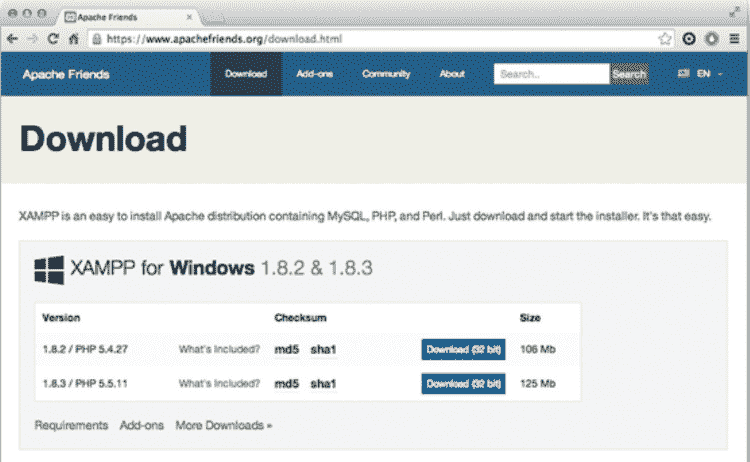 Apache Friends
https://www.apachefriends.org/download.html
Apache Friends Download Add-ons Community About Search... Search EN
Download
XAMPP is an easy to install Apache distribution containing MySQL, PHP, and Perl. Just download and start the installer. It's that easy.
XAMPP for Windows 1.8.2 & 1.8.3
Version Checksum Size
1.8.2 / PHP 5.4.27 What's Included? md5 sha1 Download (32 bit) 106 Mb
1.8.3 / PHP 5.5.11 What's Included? md5 sha1 Download (32 bit) 125 Mb
Requirements Add-ons More Downloads »